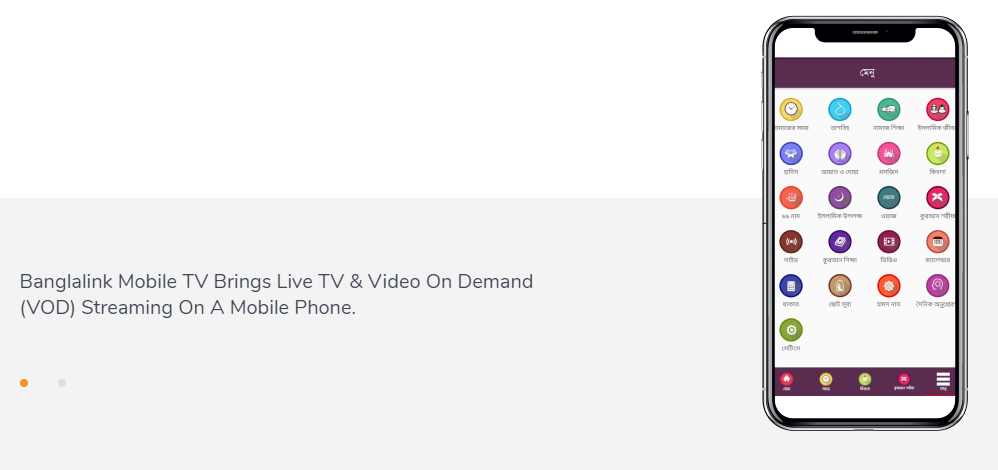 Banglalink Mobile TV Brings Live TV & Video On Demand
(VOD) Streaming On A Mobile Phone.
মেনু
নামাজের সময় তাসবিহ নামাজ শিক্ষা ইসলামিক জীবন
হাদিস আয়াত ও দোয়া মসজিদ কিবলা
৯৯ নাম ইসলামিক উপলক্ষ ওয়াজ কুরআন শরীফ
লাইভ কুরআন শিক্ষা ভিডিও ক্যালেন্ডার
যাকাত ছোট সূরা হামদ নাত দৈনিক অনুপ্রেরণা
সেটিংস
হোম সময় কিবলা কুরআন শরীফ মেনু